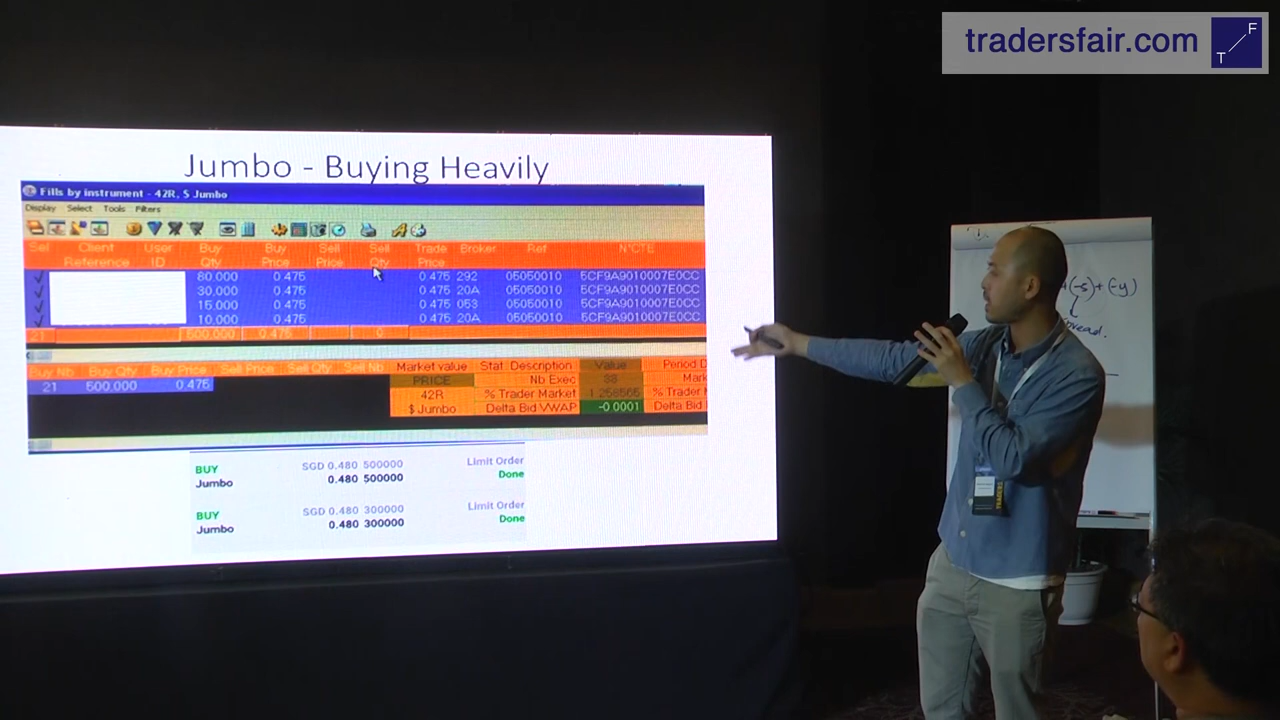 tradersfair.com
F
T
Jumbo - Buying Heavily
Fills by instrument - 42R, $ Jumbo
Display Select Tools Filters
Sel Client Reference User ID Buy Qty Buy Price Sell Price Sell Qty Trade Price Broker Ref N°CTE
80.000 0.475 0.475 292 05050010 5CF9A9010007E0CC
30.000 0.475 0.475 20A 05050010 5CF9A9010007E0CC
15.000 0.475 0.475 053 05050010 5CF9A9010007E0CC
10.000 0.475 0.475 20A 05050010 5CF9A9010007E0CC
21 500.000 0.475 0
Buy Nb Buy Qty Buy Price Sell Price Sell Qty Sell Nb Market value Stat. Description Value Period D
21 500.000 0.475 PRICE Nb Exec 38 Mark
42R % Trader Market 1.258565 % Trader M
$ Jumbo Delta Bid VWAP -0.0001 Delta Bid V
BUY SGD 0.480 500000 Limit Order
Jumbo 0.480 500000 Done
BUY SGD 0.480 300000 Limit Order
Jumbo 0.480 300000 Done
(-s) + (-y)
TRADERS